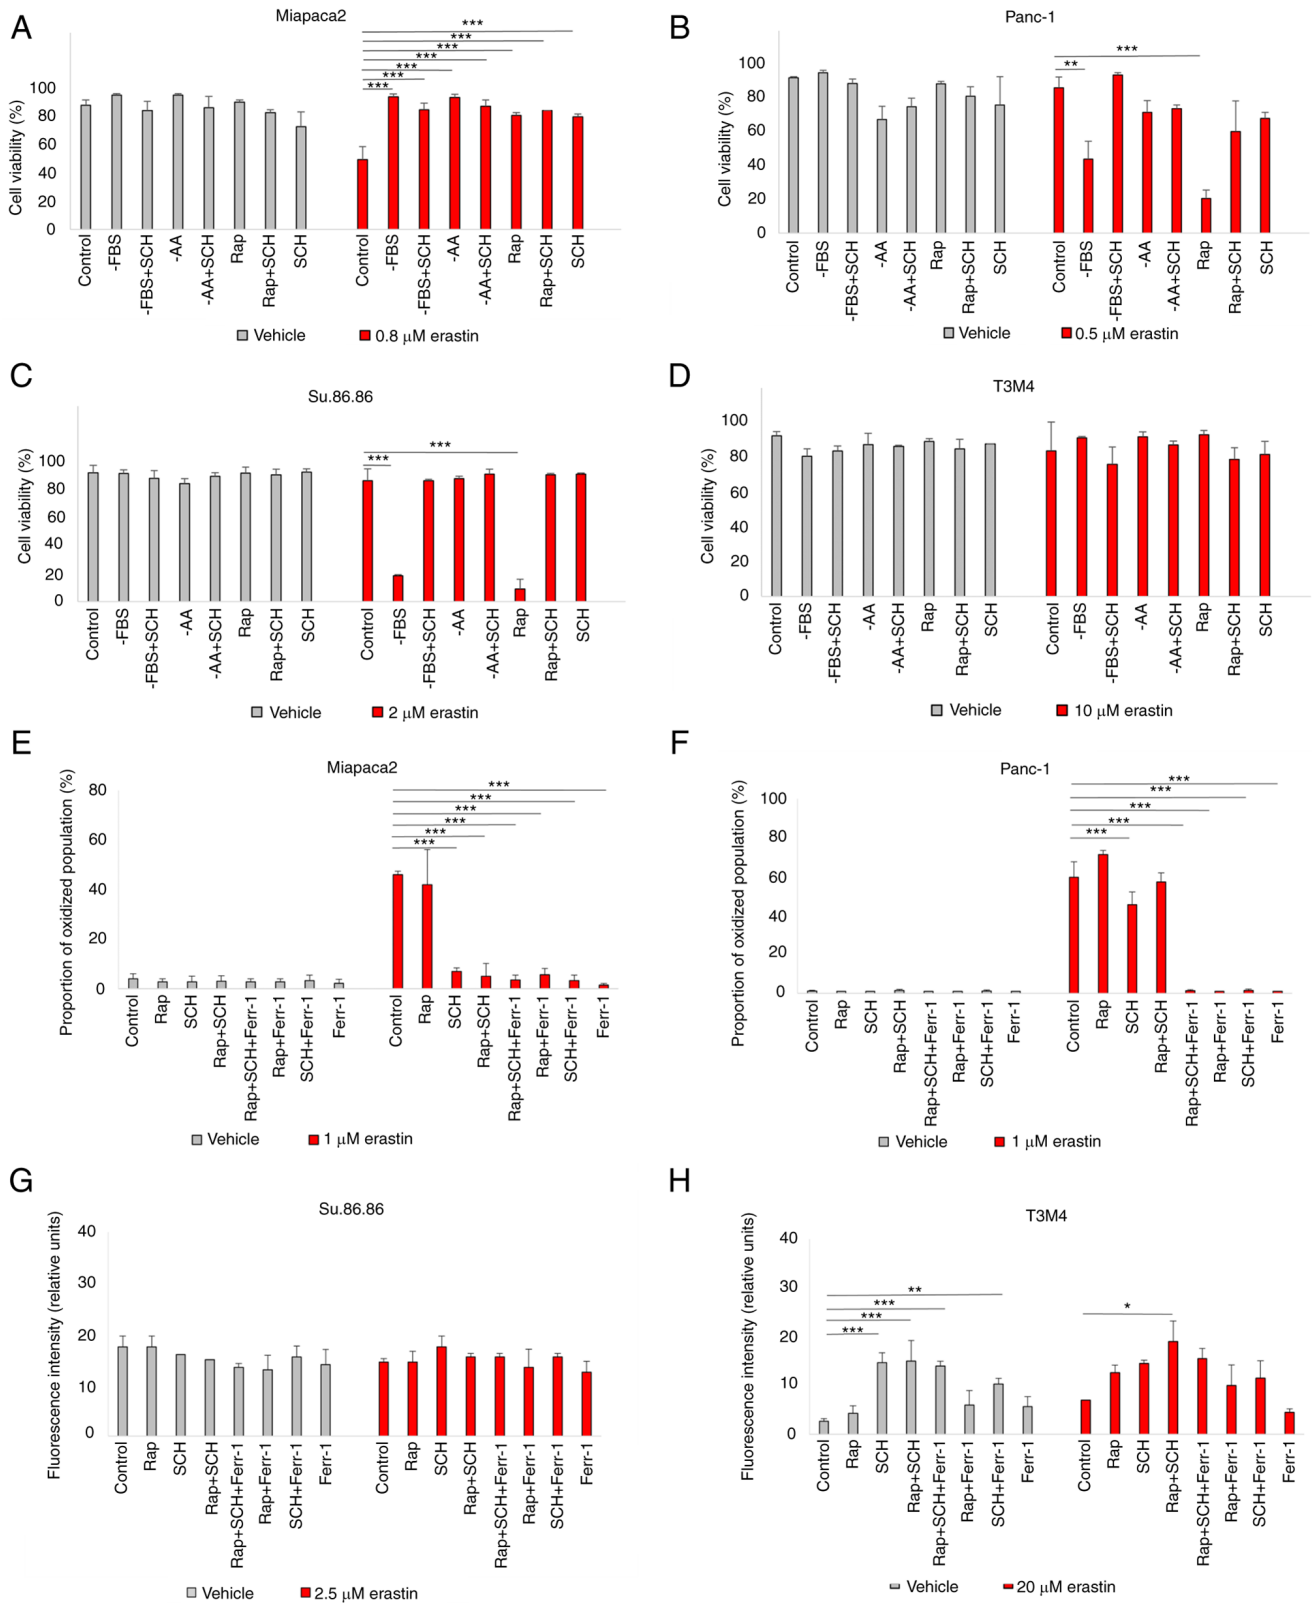 A
Miapaca2
Cell viability (%)
100
80
60
40
20
0
***
***
***
***
***
***
***
Control
-FBS
-FBS+SCH
-AA
-AA+SCH
Rap
Rap+SCH
SCH
Control
-FBS
-FBS+SCH
-AA
-AA+SCH
Rap
Rap+SCH
SCH
Vehicle
0.8 µM erastin
B
Panc-1
Cell viability (%)
100
80
60
40
20
0
***
**
Control
-FBS
-FBS+SCH
-AA
-AA+SCH
Rap
Rap+SCH
SCH
Control
-FBS
-FBS+SCH
-AA
-AA+SCH
Rap
Rap+SCH
SCH
Vehicle
0.5 µM erastin
C
Su.86.86
Cell viability (%)
100
80
60
40
20
0
***
***
Control
-FBS
-FBS+SCH
-AA
-AA+SCH
Rap
Rap+SCH
SCH
Control
-FBS
-FBS+SCH
-AA
-AA+SCH
Rap
Rap+SCH
SCH
Vehicle
2 µM erastin
D
T3M4
Cell viability (%)
100
80
60
40
20
0
Control
-FBS
-FBS+SCH
-AA
-AA+SCH
Rap
Rap+SCH
SCH
Control
-FBS
-FBS+SCH
-AA
-AA+SCH
Rap
Rap+SCH
SCH
Vehicle
10 µM erastin
E
Miapaca2
Proportion of oxidized population (%)
80
60
40
20
0
***
***
***
***
***
***
Control
Rap
SCH
Rap+SCH
Rap+SCH+Ferr-1
Rap+Ferr-1
SCH+Ferr-1
Ferr-1
Control
Rap
SCH
Rap+SCH
Rap+SCH+Ferr-1
Rap+Ferr-1
SCH+Ferr-1
Ferr-1
Vehicle
1 µM erastin
F
Panc-1
Proportion of oxidized population (%)
100
80
60
40
20
0
***
***
***
***
***
Control
Rap
SCH
Rap+SCH
Rap+SCH+Ferr-1
Rap+Ferr-1
SCH+Ferr-1
Ferr-1
Control
Rap
SCH
Rap+SCH
Rap+SCH+Ferr-1
Rap+Ferr-1
SCH+Ferr-1
Ferr-1
Vehicle
1 µM erastin
G
Su.86.86
Fluorescence intensity (relative units)
40
30
20
10
0
Control
Rap
SCH
Rap+SCH
Rap+SCH+Ferr-1
Rap+Ferr-1
SCH+Ferr-1
Ferr-1
Control
Rap
SCH
Rap+SCH
Rap+SCH+Ferr-1
Rap+Ferr-1
SCH+Ferr-1
Ferr-1
Vehicle
2.5 µM erastin
H
T3M4
Fluorescence intensity (relative units)
40
30
20
10
0
**
***
***
***
*
Control
Rap
SCH
Rap+SCH
Rap+SCH+Ferr-1
Rap+Ferr-1
SCH+Ferr-1
Ferr-1
Control
Rap
SCH
Rap+SCH
Rap+SCH+Ferr-1
Rap+Ferr-1
SCH+Ferr-1
Ferr-1
Vehicle
20 µM erastin